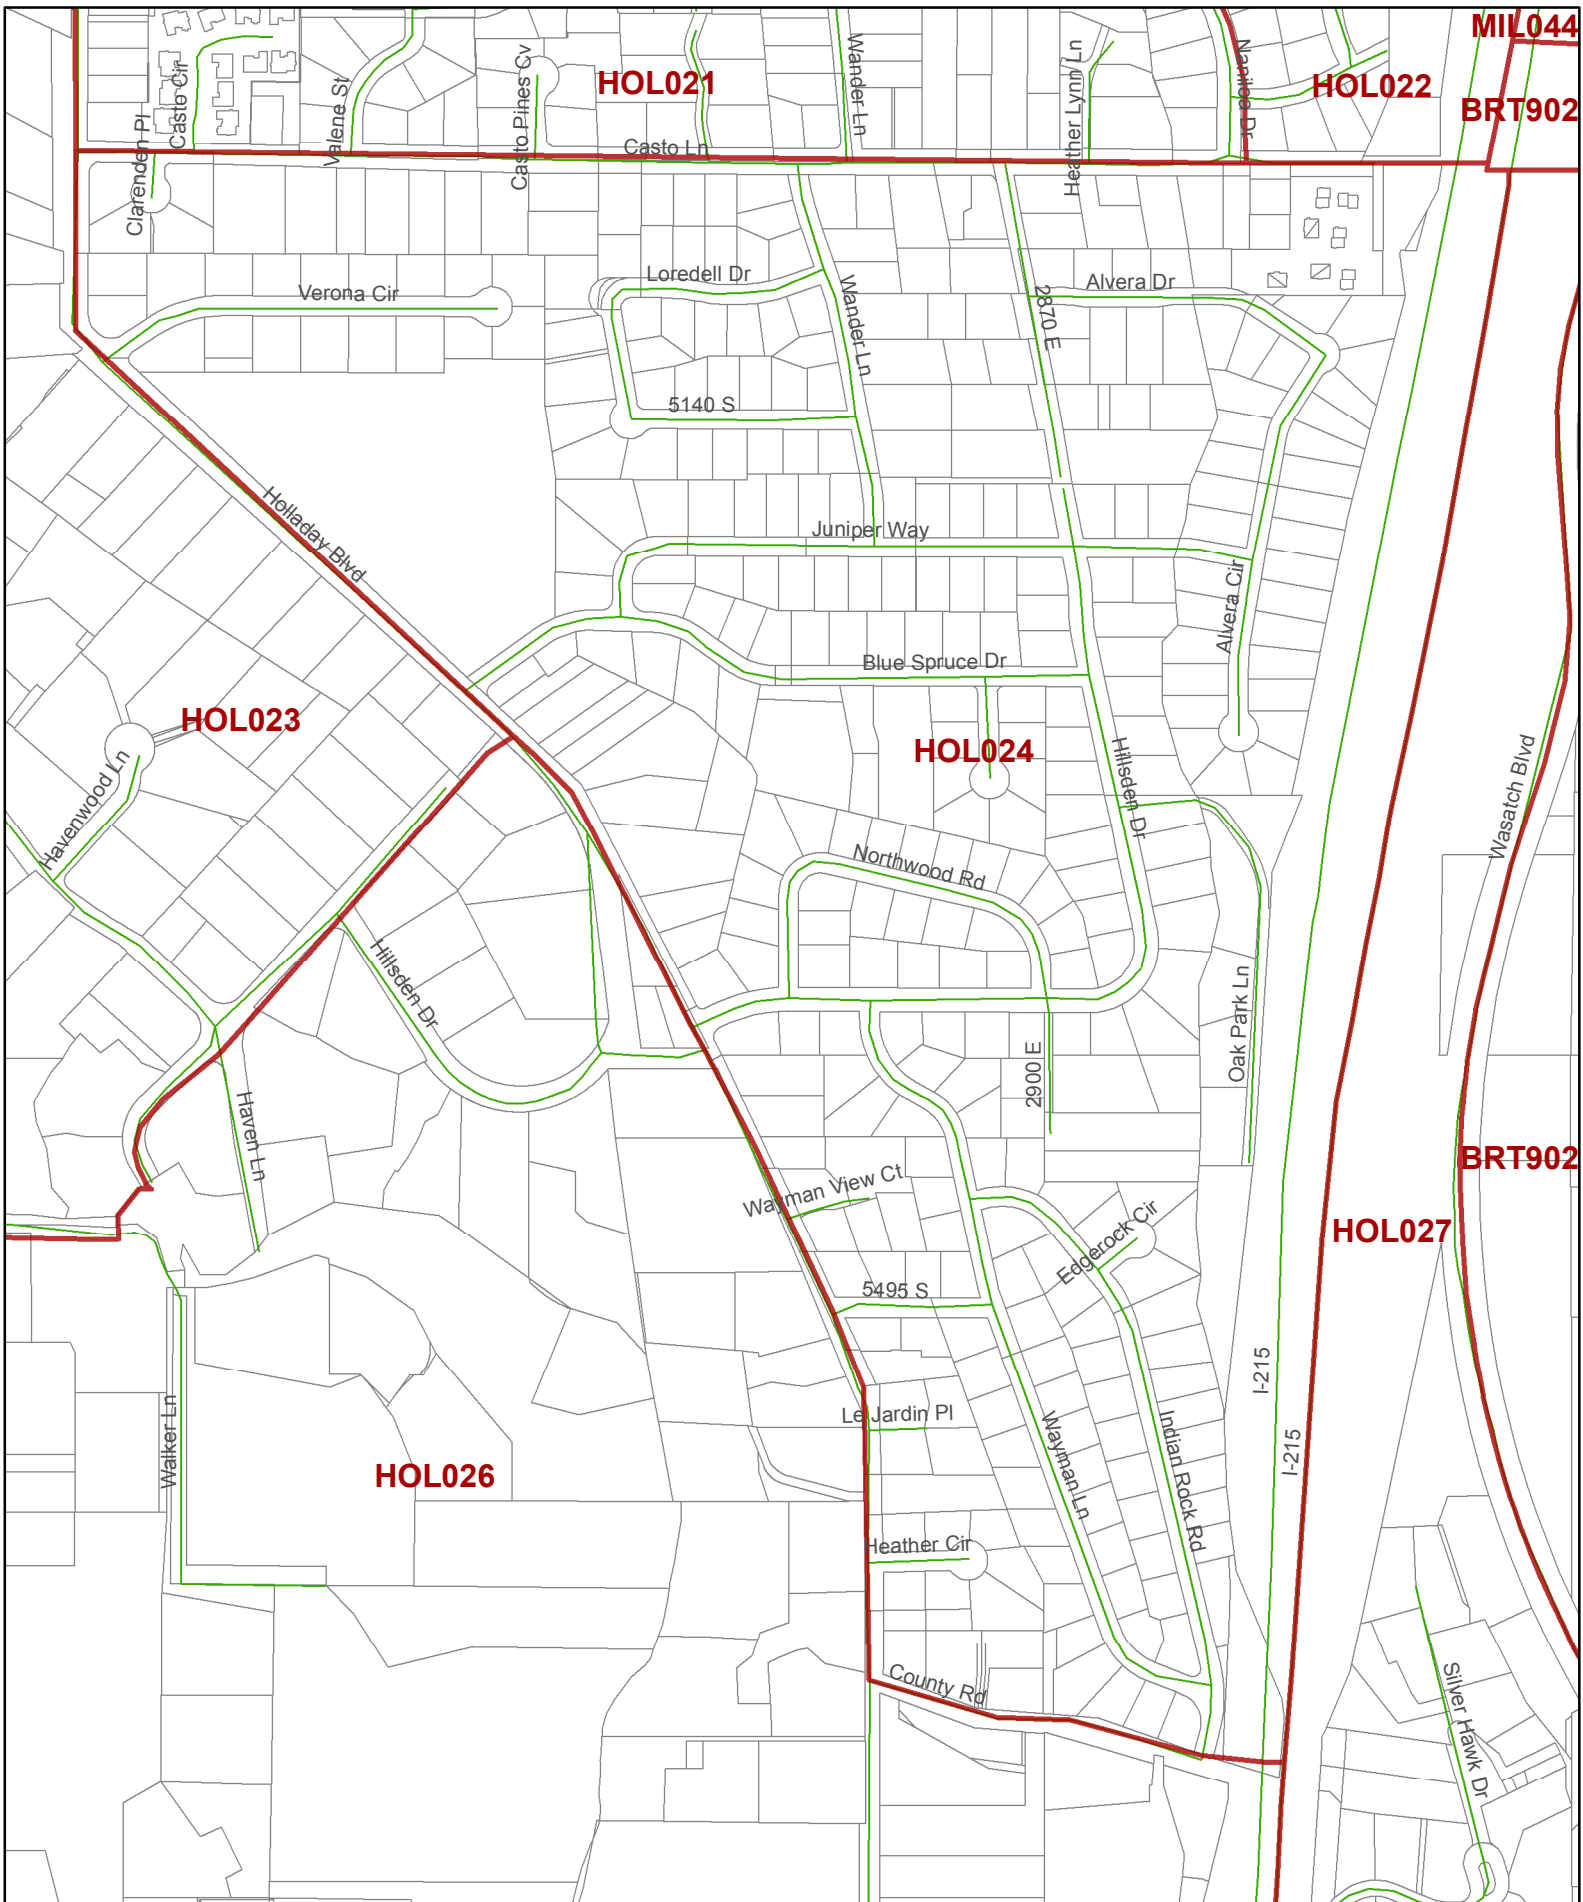 MIL044
Casto Cir
Valene St
Casto Pines Cv
HOL021
Wander Ln
Heather Lynn Ln
Naniloa Dr
HOL022
BRT902
Clarenden Pl
Casto Ln
Loredell Dr
Alvera Dr
Verona Cir
Wander Ln
2870 E
5140 S
Holladay Blvd
Juniper Way
Alvera Cir
Blue Spruce Dr
HOL023
HOL024
Havenwood Ln
Hillsden Dr
Wasatch Blvd
Northwood Rd
Hillsden Dr
Oak Park Ln
2900 E
Haven Ln
Wayman View Ct
BRT902
Edgerock Cir
HOL027
5495 S
I-215
Le Jardin Pl
Walker Ln
Wayman Ln
Indian Rock Rd
I-215
HOL026
Heather Cir
County Rd
Silver Hawk Dr